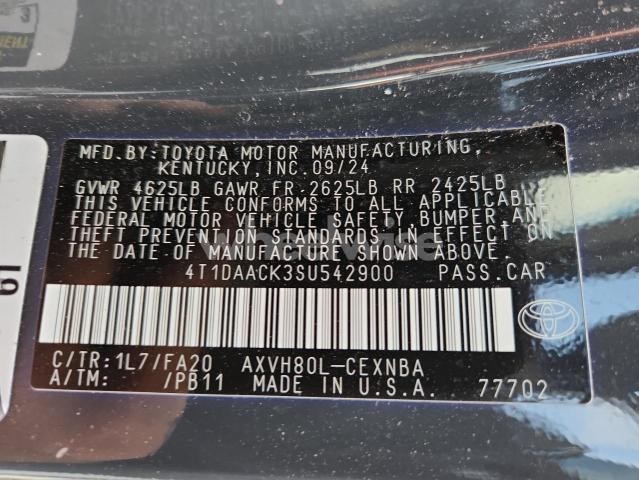 MFD.BY:TOYOTA MOTOR MANUFACTURING,
KENTUCKY,INC.09/24
GVWR 4625LB GAWR FR 2625LB RR 2425LB
THIS VEHICLE CONFORMS TO ALL APPLICABLE
FEDERAL MOTOR VEHICLE SAFETY, BUMPER,AND
THEFT PREVENTION STANDARDS IN EFFECT ON
THE DATE OF MANUFACTURE SHOWN ABOVE.
4T1DAACK3SU542900 PASS.CAR
C/TR:1L7/FA20 AXVH80L-CEXNBA
A/TM: /PB11 MADE IN U.S.A. 77702